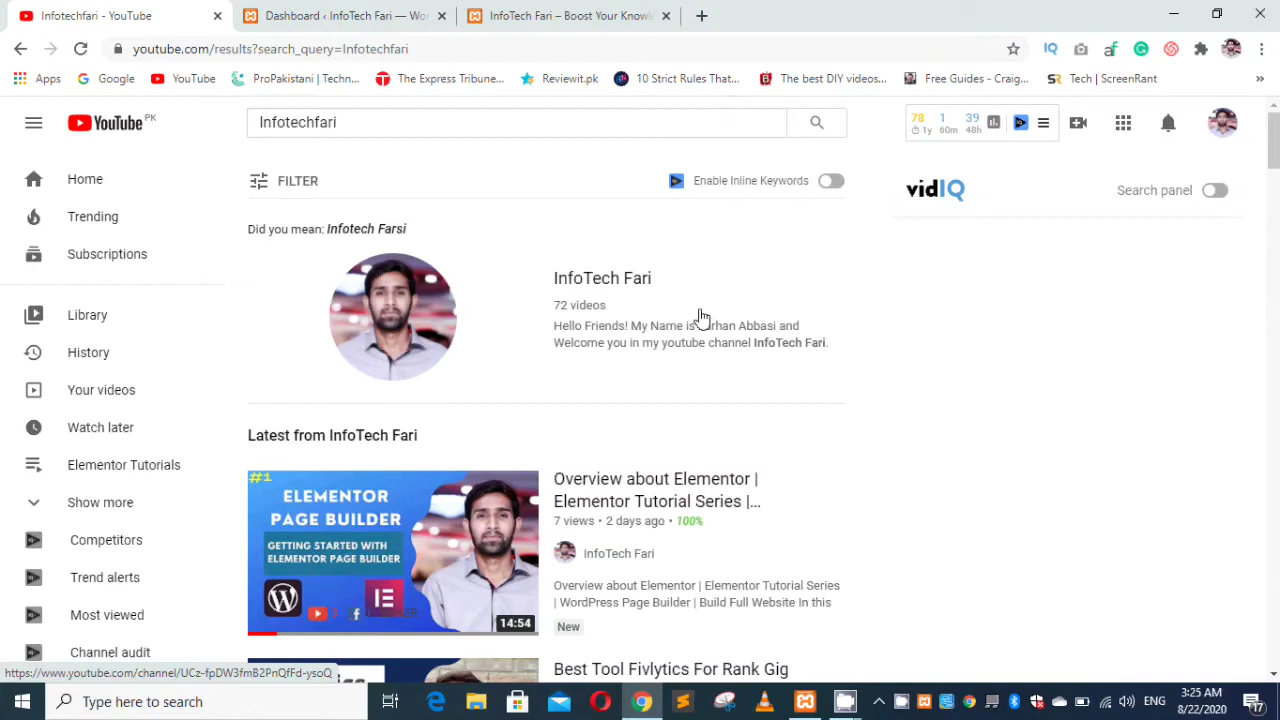 Infotechfari - YouTube
Dashboard ‹ InfoTech Fari — Wor
InfoTech Fari – Boost Your Knowle
youtube.com/results?search_query=Infotechfari
Apps
Google
YouTube
ProPakistani | Techn...
The Express Tribune...
Reviewit.pk
10 Strict Rules That...
The best DIY videos...
Free Guides - Craig...
Tech | ScreenRant
»
YouTube PK
Infotechfari
78 1 39
1y 60m 48h
Home
Trending
Subscriptions
Library
History
Your videos
Watch later
Elementor Tutorials
Show more
Competitors
Trend alerts
Most viewed
Channel audit
FILTER
Enable Inline Keywords
vidIQ
Search panel
Did you mean: Infotech Farsi
InfoTech Fari
72 videos
Hello Friends! My Name is Farhan Abbasi and
Welcome you in my youtube channel InfoTech Fari.
Latest from InfoTech Fari
#1
ELEMENTOR
PAGE BUILDER
GETTING STARTED WITH
ELEMENTOR PAGE BUILDER
14:54
Overview about Elementor |
Elementor Tutorial Series |...
7 views • 2 days ago • 100%
InfoTech Fari
Overview about Elementor | Elementor Tutorial Series
| WordPress Page Builder | Build Full Website In this
New
Best Tool Fivlytics For Rank Gig
https://www.youtube.com/channel/UCz-fpDW3fmB2PnQfFd-ysoQ
Type here to search
ENG
3:25 AM
8/22/2020
17